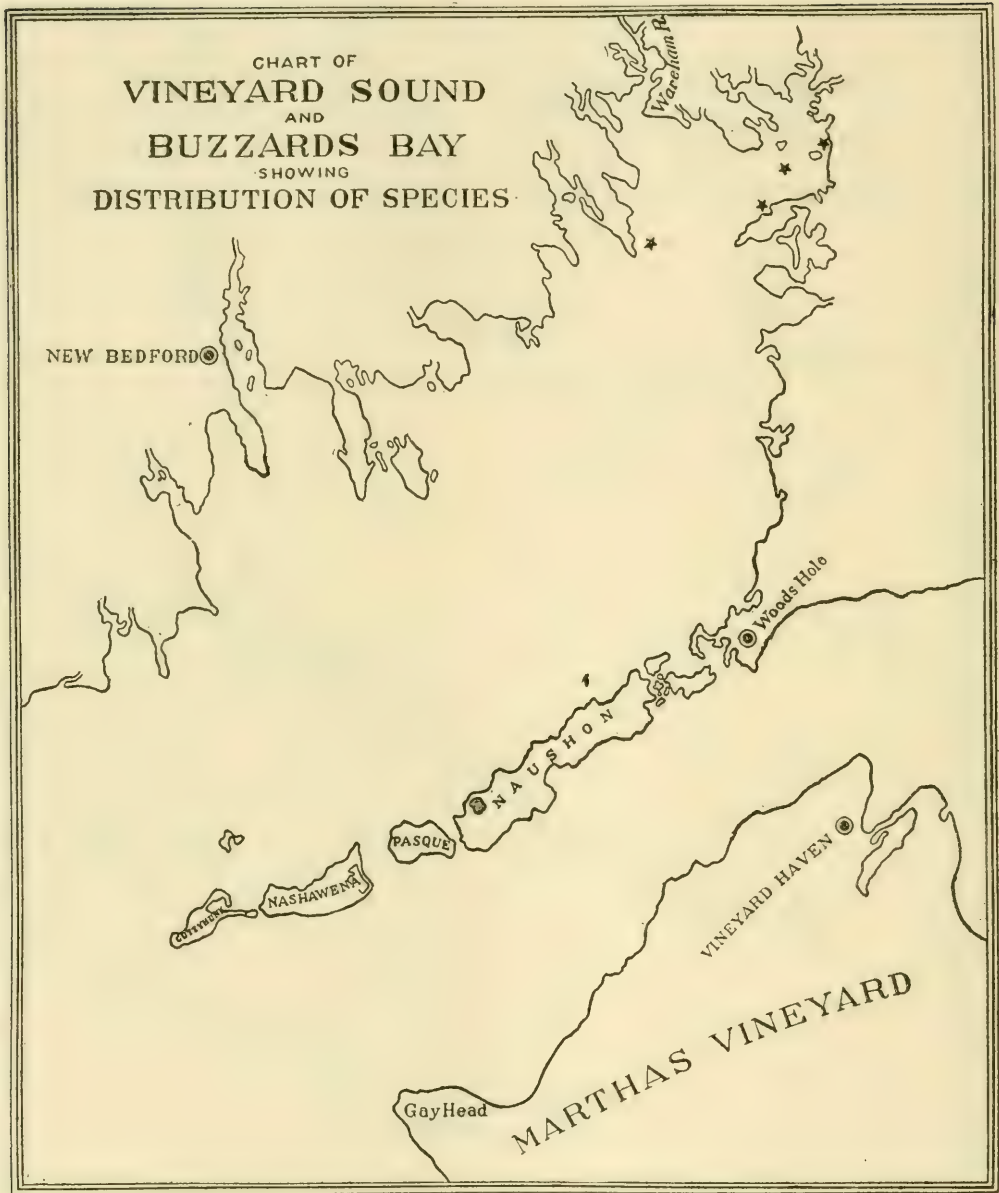 CHART OF
VINEYARD SOUND
AND
BUZZARDS BAY
SHOWING
DISTRIBUTION OF SPECIES
Wareham R.
NEW BEDFORD
Woods Hole
NAUSHON
PASQUE
NASHAWENA
CUTTYHUNK
VINEYARD HAVEN
MARTHAS VINEYARD
Gay Head